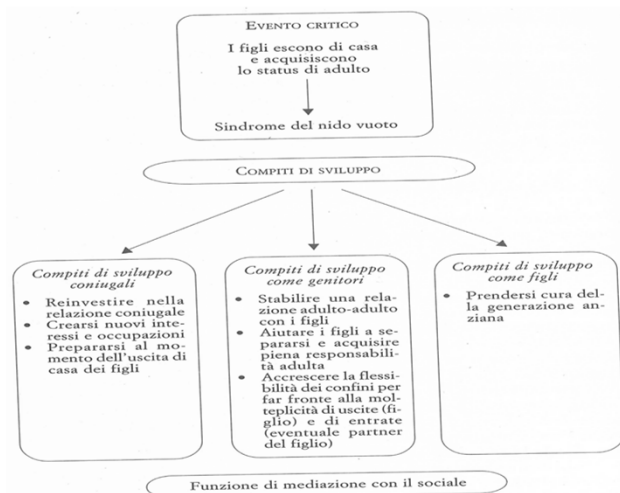 EVENTO CRITICO
I figli escono di casa
e acquisiscono
lo status di adulto
Sindrome del nido vuoto
COMPITI DI SVILUPPO
Compiti di sviluppo
coniugali
• Reinvestire nella
relazione coniugale
• Crearsi nuovi inte-
ressi e occupazioni
• Prepararsi al mo-
mento dell'uscita di
casa dei figli
Compiti di sviluppo
come genitori
• Stabilire una rela-
zione adulto-adulto
con i figli
• Aiutare i figli a se-
pararsi e acquisire
piena responsabili-
tà adulta
• Accrescere la flessi-
bilità dei confini per
far fronte alla mol-
teplicità di uscite (fi-
glio) e di entrate
(eventuale partner
del figlio)
Compiti di sviluppo
come figli
• Prendersi cura del-
la generazione an-
ziana
Funzione di mediazione con il sociale